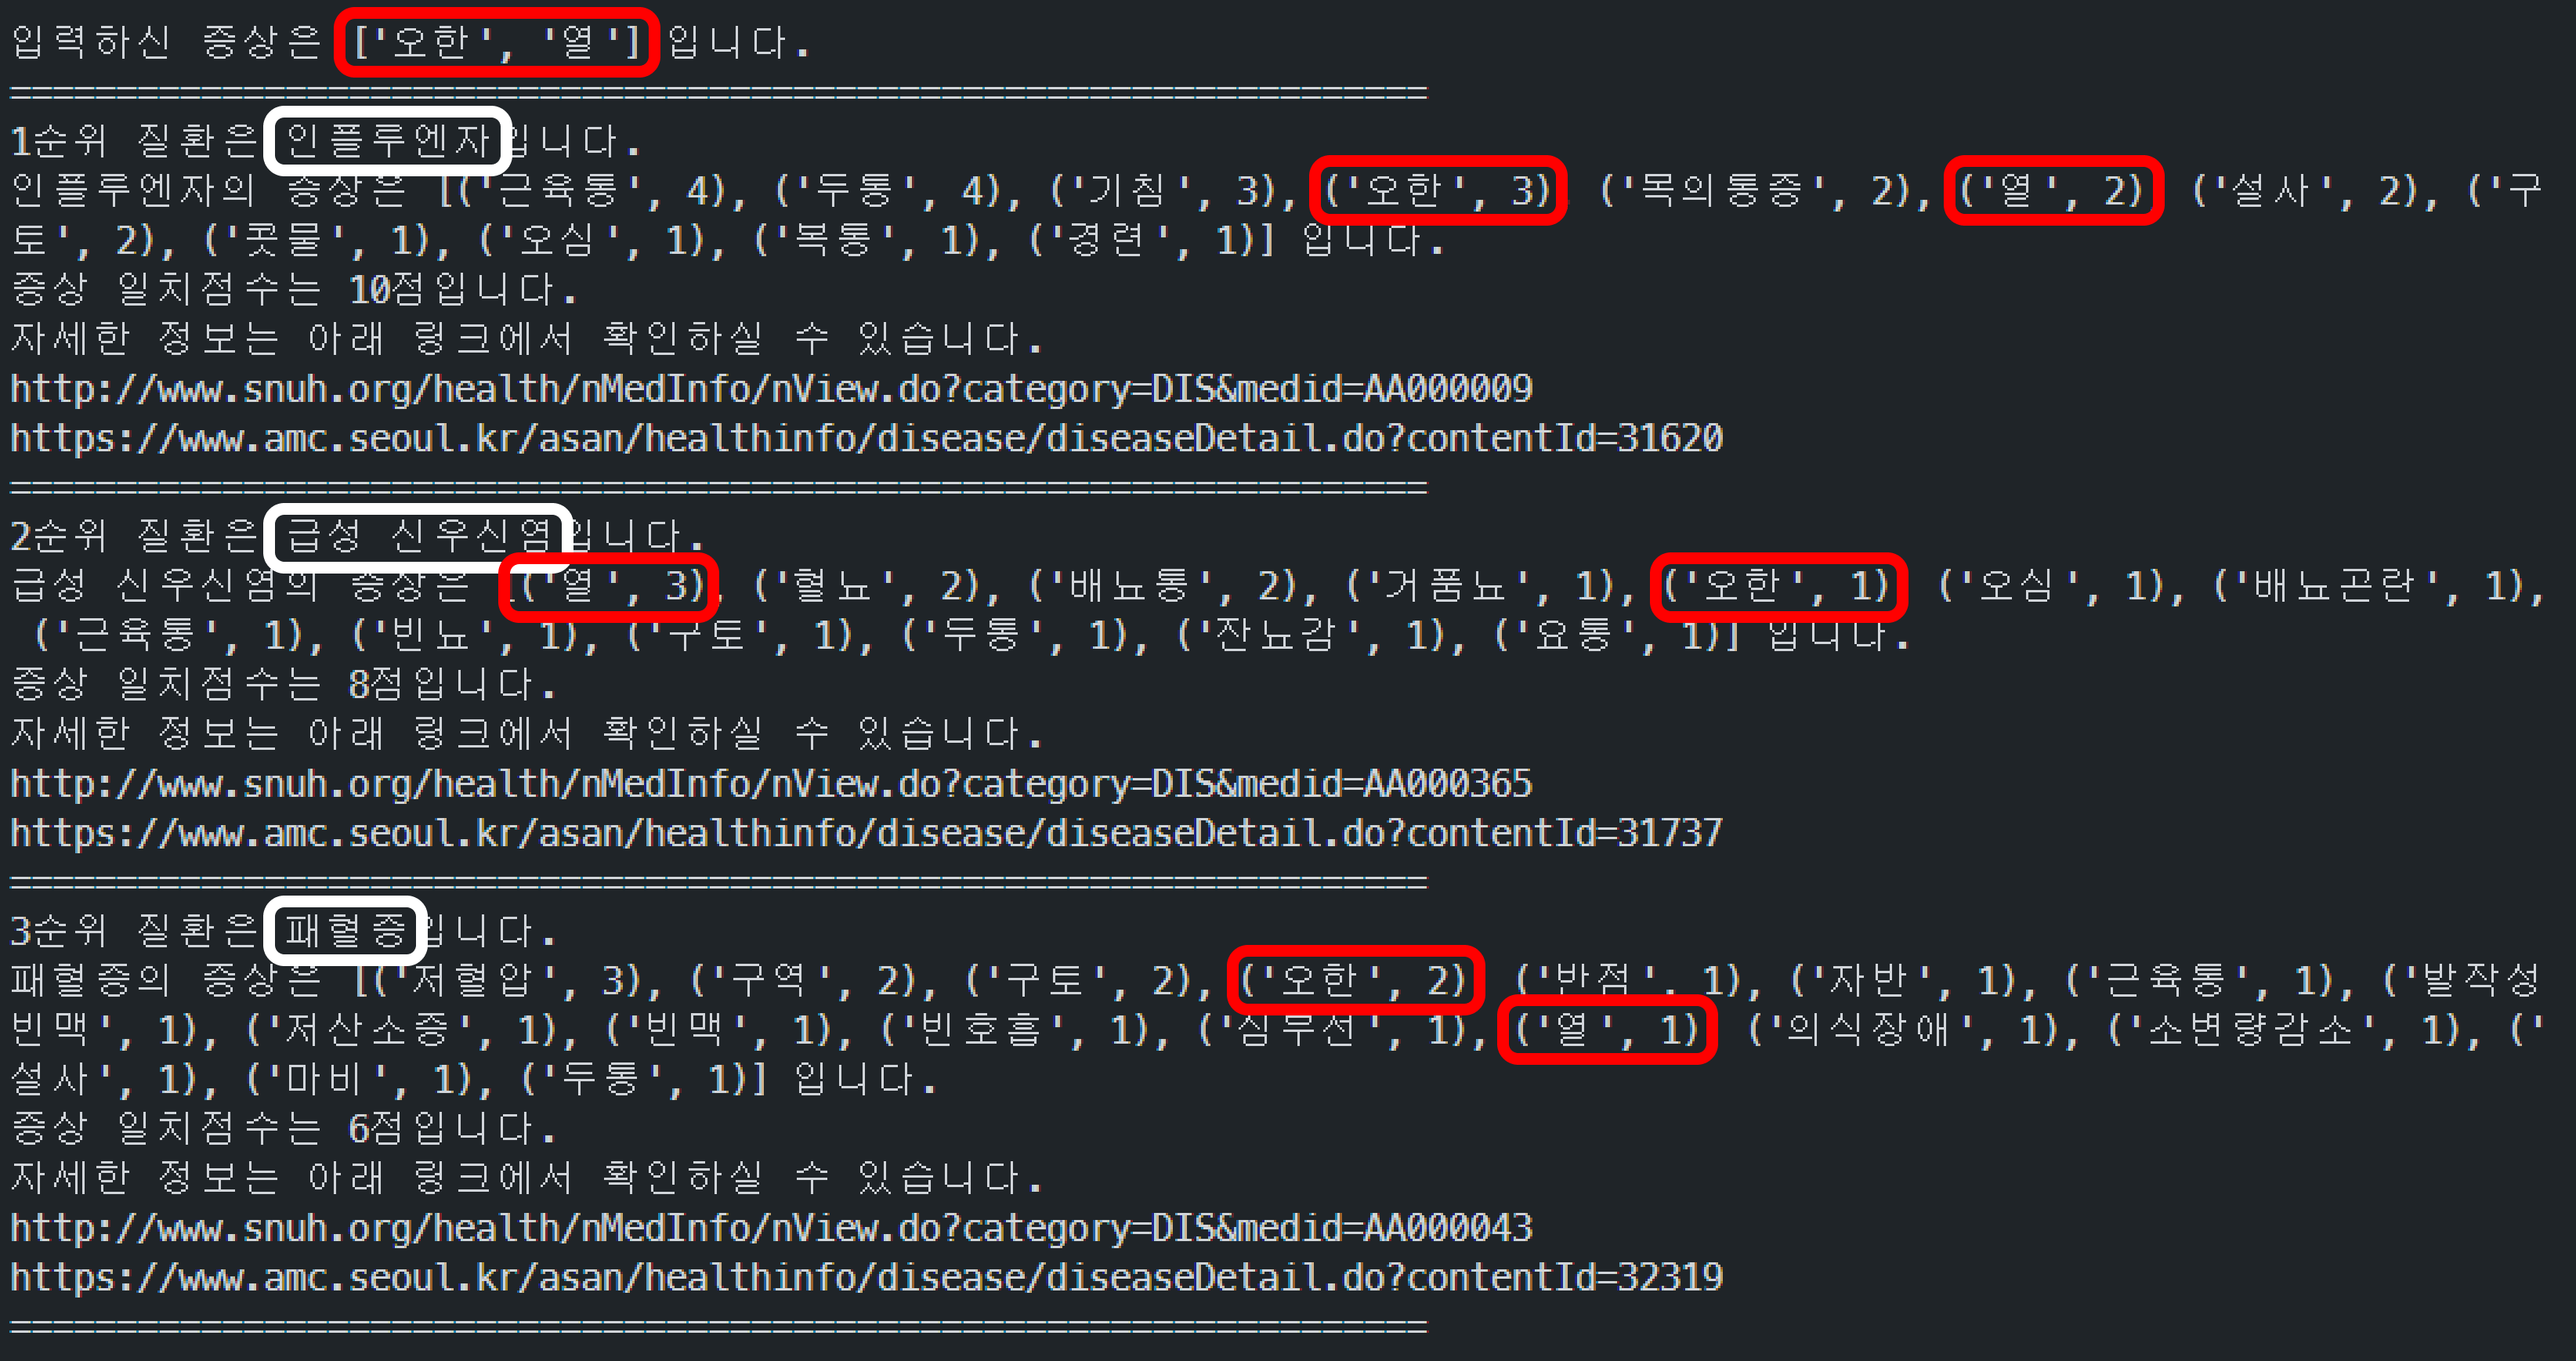 입력하신 증상은 ['오한', '열'] 입니다.
===================================================================
1순위 질환은 인플루엔자입니다.
인플루엔자의 증상은 [('근육통', 4), ('두통', 4), ('기침', 3), ('오한', 3), ('목의통증', 2), ('열', 2), ('설사', 2), ('구
토', 2), ('콧물', 1), ('오심', 1), ('복통', 1), ('경련', 1)] 입니다.
증상 일치점수는 10점입니다.
자세한 정보는 아래 링크에서 확인하실 수 있습니다.
http://www.snuh.org/health/nMedInfo/nView.do?category=DIS&medid=AA000009
https://www.amc.seoul.kr/asan/healthinfo/disease/diseaseDetail.do?contentId=31620
===================================================================
2순위 질환은 급성 신우신염입니다.
급성 신우신염의 증상은 [('열', 3), ('혈뇨', 2), ('배뇨통', 2), ('거품뇨', 1), ('오한', 1), ('오심', 1), ('배뇨곤란', 1),
('근육통', 1), ('빈뇨', 1), ('구토', 1), ('두통', 1), ('잔뇨감', 1), ('요통', 1)] 입니다.
증상 일치점수는 8점입니다.
자세한 정보는 아래 링크에서 확인하실 수 있습니다.
http://www.snuh.org/health/nMedInfo/nView.do?category=DIS&medid=AA000365
https://www.amc.seoul.kr/asan/healthinfo/disease/diseaseDetail.do?contentId=31737
===================================================================
3순위 질환은 패혈증입니다.
패혈증의 증상은 [('저혈압', 3), ('구역', 2), ('구토', 2), ('오한', 2), ('반점', 1), ('자반', 1), ('근육통', 1), ('발작성
빈맥', 1), ('저산소증', 1), ('빈맥', 1), ('빈호흡', 1), ('심부전', 1), ('열', 1), ('의식장애', 1), ('소변량감소', 1), ('
설사', 1), ('마비', 1), ('두통', 1)] 입니다.
증상 일치점수는 6점입니다.
자세한 정보는 아래 링크에서 확인하실 수 있습니다.
http://www.snuh.org/health/nMedInfo/nView.do?category=DIS&medid=AA000043
https://www.amc.seoul.kr/asan/healthinfo/disease/diseaseDetail.do?contentId=32319
===================================================================